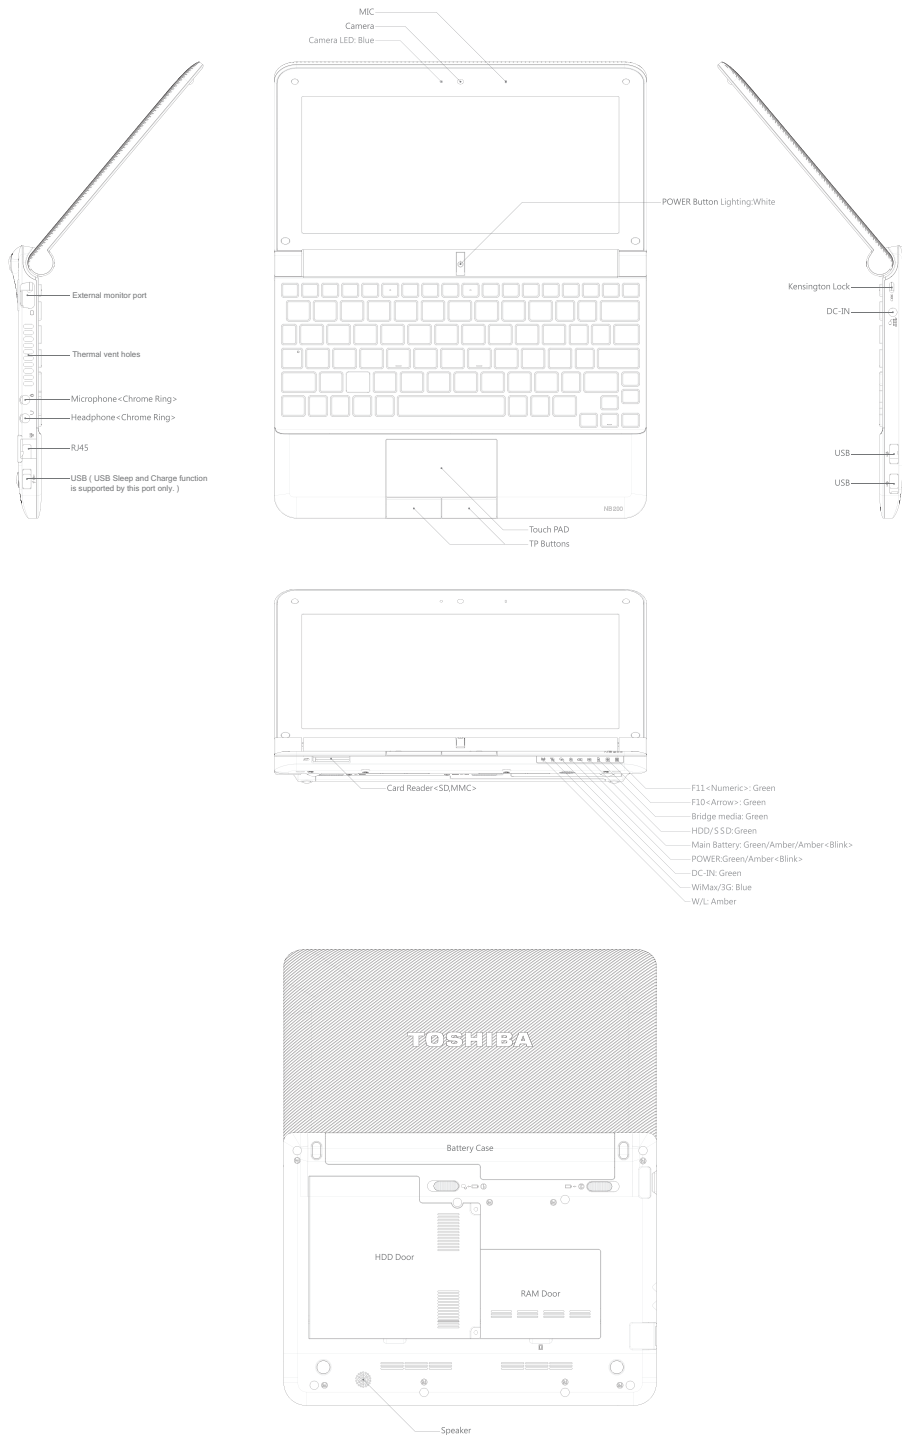 MIC
Camera
Camera LED: Blue
POWER Button Lighting:White
External monitor port
Thermal vent holes
Microphone<Chrome Ring>
Headphone<Chrome Ring>
RJ45
USB ( USB Sleep and Charge function
is supported by this port only. )
Kensington Lock
DC-IN
USB
USB
NB200
Touch PAD
TP Buttons
Card Reader<SD,MMC>
F11<Numeric>: Green
F10<Arrow>: Green
Bridge media: Green
HDD/SSD:Green
Main Battery: Green/Amber/Amber<Blink>
POWER:Green/Amber<Blink>
DC-IN: Green
WiMax/3G: Blue
W/L: Amber
TOSHIBA
Battery Case
HDD Door
RAM Door
Speaker